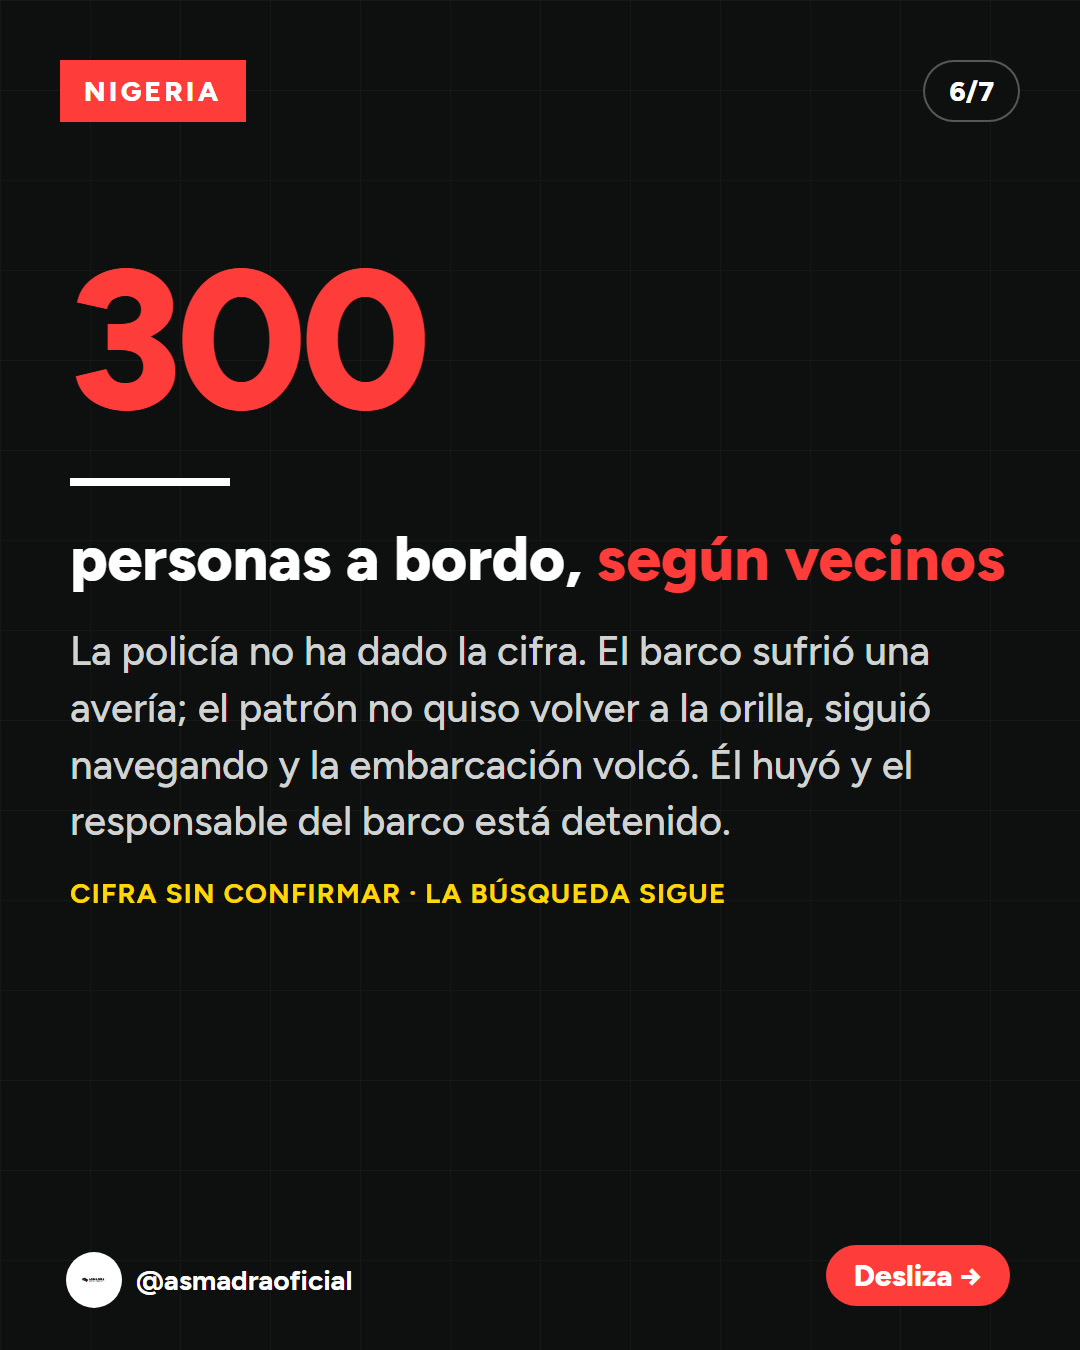 NIGERIA
6/7
300
personas a bordo, según vecinos
La policía no ha dado la cifra. El barco sufrió una
avería; el patrón no quiso volver a la orilla, siguió
navegando y la embarcación volcó. Él huyó y el
responsable del barco está detenido.
CIFRA SIN CONFIRMAR · LA BÚSQUEDA SIGUE
@asmadraoficial
Desliza →